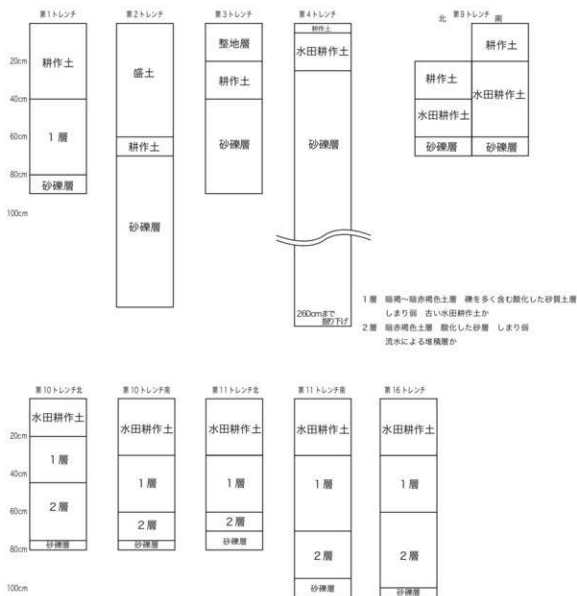 第1トレンチ
第2トレンチ
第3トレンチ
第4トレンチ
北 第9トレンチ 南
20cm
40cm
60cm
80cm
100cm
耕作土
1層
砂礫層
盛土
耕作土
砂礫層
整地層
耕作土
砂礫層
耕作土
水田耕作土
砂礫層
260cmまで
掘り下げ
耕作土
水田耕作土
砂礫層
耕作土
水田耕作土
砂礫層
1層 暗褐~暗赤褐色土層 礫を多く含む酸化した砂質土層
しまり弱 古い水田耕作土か
2層 暗赤褐色土層 酸化した砂層 しまり弱
流水による堆積層か
第10トレンチ北
第10トレンチ南
第11トレンチ北
第11トレンチ南
第16トレンチ
20cm
40cm
60cm
80cm
100cm
水田耕作土
1層
2層
砂礫層
水田耕作土
1層
2層
砂礫層
水田耕作土
1層
2層
砂礫層
水田耕作土
1層
2層
砂礫層
水田耕作土
1層
2層
砂礫層